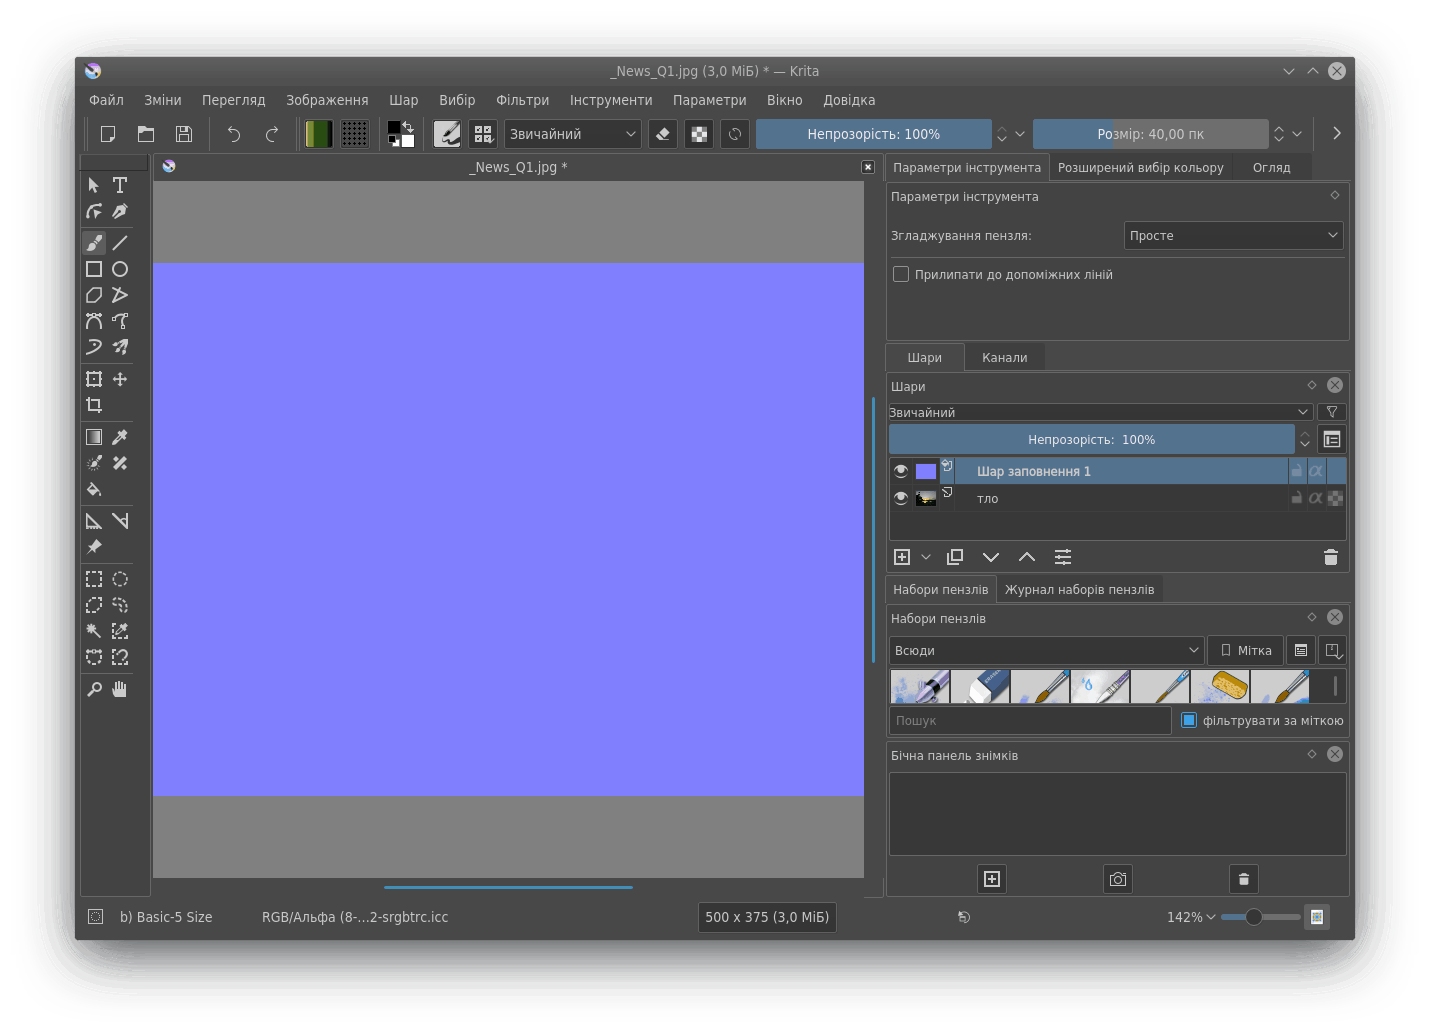 _News_Q1.jpg (3,0 МіБ) * — Krita
Файл Зміни Перегляд Зображення Шар Вибір Фільтри Інструменти Параметри Вікно Довідка
Звичайний Непрозорість: 100% Розмір: 40,00 пк
_News_Q1.jpg *
Параметри інструмента Розширений вибір кольору Огляд
Параметри інструмента
Згладжування пензля: Просте
Прилипати до допоміжних ліній
Шари Канали
Шари
Звичайний
Непрозорість: 100%
Шар заповнення 1
тло
Набори пензлів Журнал наборів пензлів
Набори пензлів
Всюди Мітка
Пошук фільтрувати за міткою
Бічна панель знімків
b) Basic-5 Size RGB/Альфа (8-...2-srgbtrc.icc 500 x 375 (3,0 МіБ) 142%